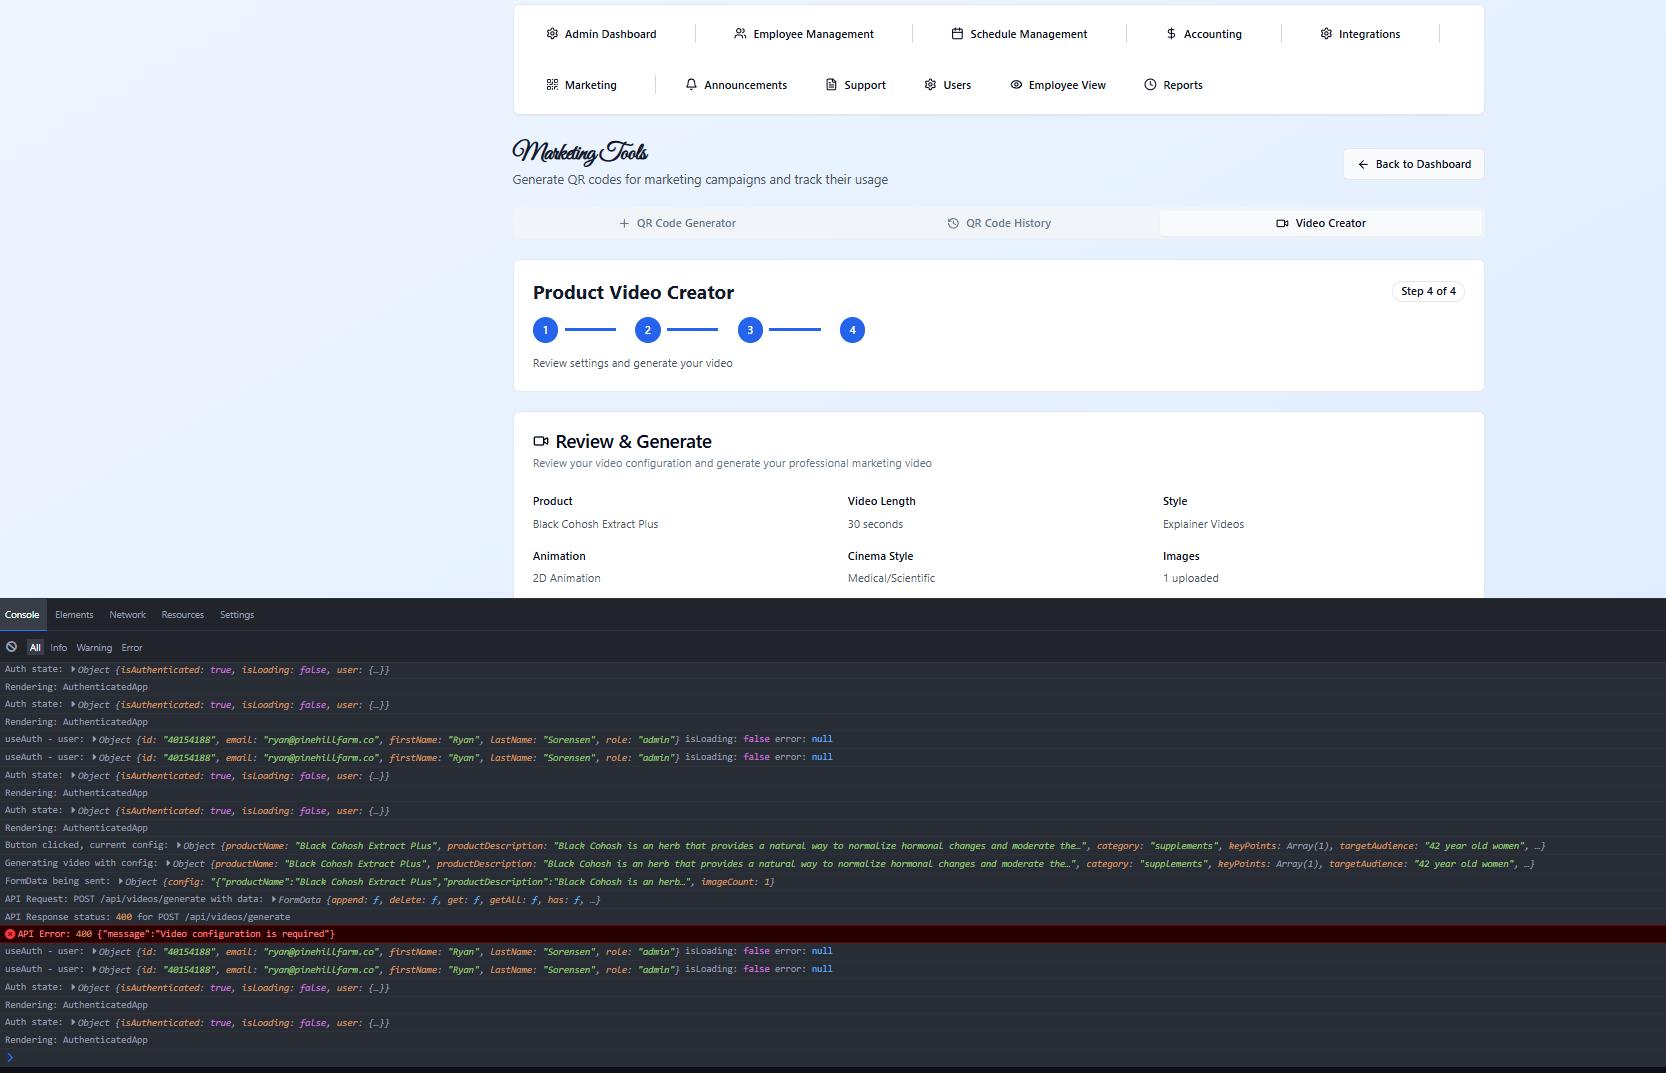 Admin Dashboard Employee Management Schedule Management Accounting Integrations
Marketing Announcements Support Users Employee View Reports
Marketing Tools
Generate QR codes for marketing campaigns and track their usage
Back to Dashboard
QR Code Generator QR Code History Video Creator
Product Video Creator
Step 4 of 4
1 2 3 4
Review settings and generate your video
Review & Generate
Review your video configuration and generate your professional marketing video
Product Video Length Style
Black Cohosh Extract Plus 30 seconds Explainer Videos
Animation Cinema Style Images
2D Animation Medical/Scientific 1 uploaded
Console Elements Network Resources Settings
All Info Warning Error
Auth state: Object {isAuthenticated: true, isLoading: false, user: {…}}
Rendering: AuthenticatedApp
Auth state: Object {isAuthenticated: true, isLoading: false, user: {…}}
Rendering: AuthenticatedApp
useAuth - user: Object {id: "40154188", email: "ryan@pinehillfarm.co", firstName: "Ryan", lastName: "Sorensen", role: "admin"} isLoading: false error: null
useAuth - user: Object {id: "40154188", email: "ryan@pinehillfarm.co", firstName: "Ryan", lastName: "Sorensen", role: "admin"} isLoading: false error: null
Auth state: Object {isAuthenticated: true, isLoading: false, user: {…}}
Rendering: AuthenticatedApp
Auth state: Object {isAuthenticated: true, isLoading: false, user: {…}}
Rendering: AuthenticatedApp
Button clicked, current config: Object {productName: "Black Cohosh Extract Plus", productDescription: "Black Cohosh is an herb that provides a natural way to normalize hormonal changes and moderate the…", category: "supplements", keyPoints: Array(1), targetAudience: "42 year old women", …}
Generating video with config: Object {productName: "Black Cohosh Extract Plus", productDescription: "Black Cohosh is an herb that provides a natural way to normalize hormonal changes and moderate the…", category: "supplements", keyPoints: Array(1), targetAudience: "42 year old women", …}
FormData being sent: Object {config: "{"productName":"Black Cohosh Extract Plus","productDescription":"Black Cohosh is an herb…", imageCount: 1}
API Request: POST /api/videos/generate with data: FormData {append: ƒ, delete: ƒ, get: ƒ, getAll: ƒ, has: ƒ, …}
API Response status: 400 for POST /api/videos/generate
API Error: 400 {"message":"Video configuration is required"}
useAuth - user: Object {id: "40154188", email: "ryan@pinehillfarm.co", firstName: "Ryan", lastName: "Sorensen", role: "admin"} isLoading: false error: null
useAuth - user: Object {id: "40154188", email: "ryan@pinehillfarm.co", firstName: "Ryan", lastName: "Sorensen", role: "admin"} isLoading: false error: null
Auth state: Object {isAuthenticated: true, isLoading: false, user: {…}}
Rendering: AuthenticatedApp
Auth state: Object {isAuthenticated: true, isLoading: false, user: {…}}
Rendering: AuthenticatedApp